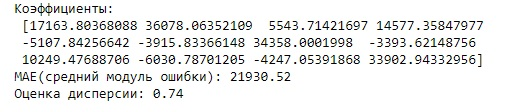 Коэффициенты:
[17163.80368088 36078.06352109 5543.71421697 14577.35847977
-5107.84256642 -3915.83366148 34358.0001998 -3393.62148756
10249.47688706 -6030.78701205 -4247.05391868 33902.94332956]
MAE(средний модуль ошибки): 21930.52
Оценка дисперсии: 0.74